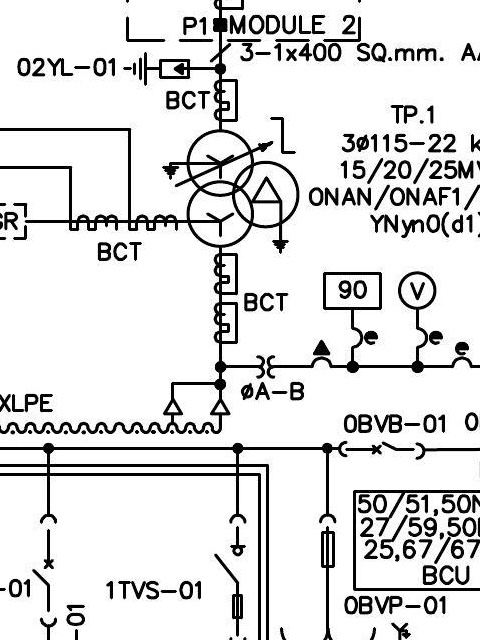 P1 MODULE 2
3-1x400 SQ.mm.
02YL-01
BCT
TP.1
3ø115-22
15/20/25MV
ONAN/ONAF1/
YNyn0(d1)
SR
BCT
BCT
90
V
øA-B
XLPE
0BVB-01
50/51,50N
27/59,50
25,67/67
BCU
-01
1TVS-01
01
0BVP-01